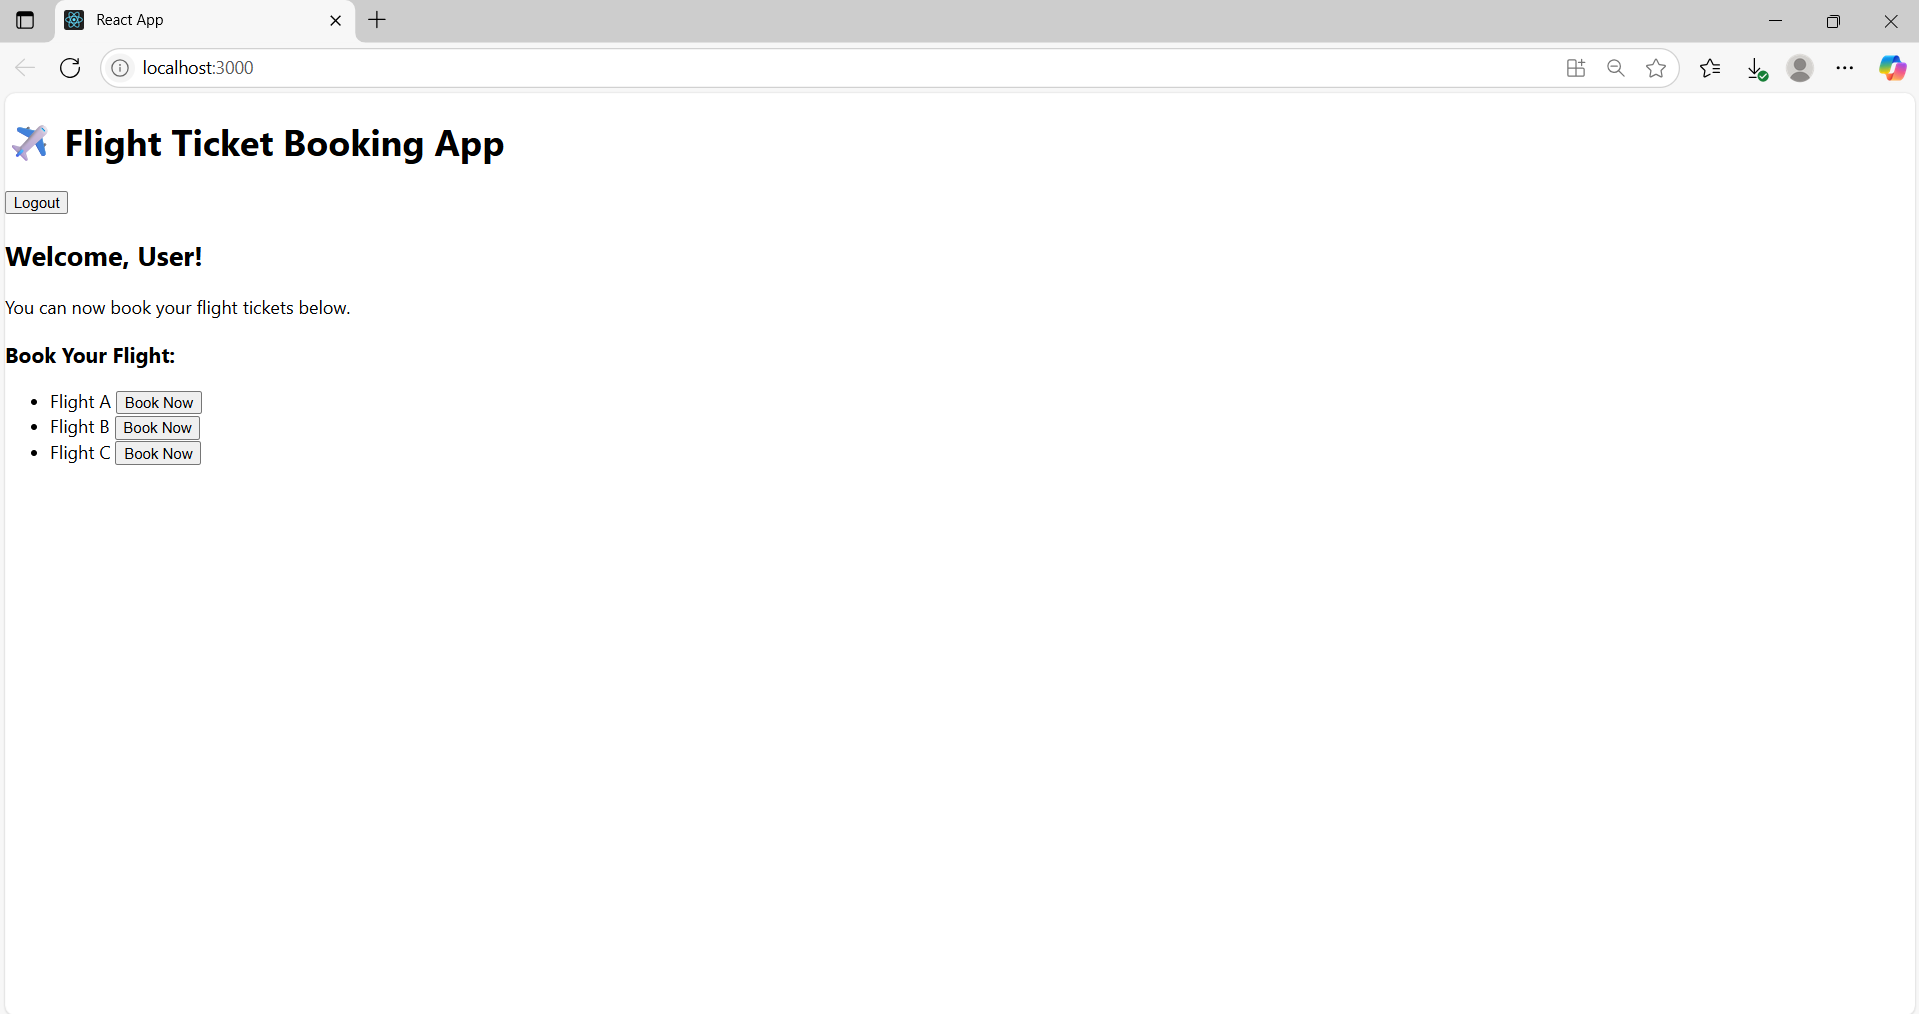 React App
localhost:3000
Flight Ticket Booking App
Logout
Welcome, User!
You can now book your flight tickets below.
Book Your Flight:
Flight A Book Now
Flight B Book Now
Flight C Book Now